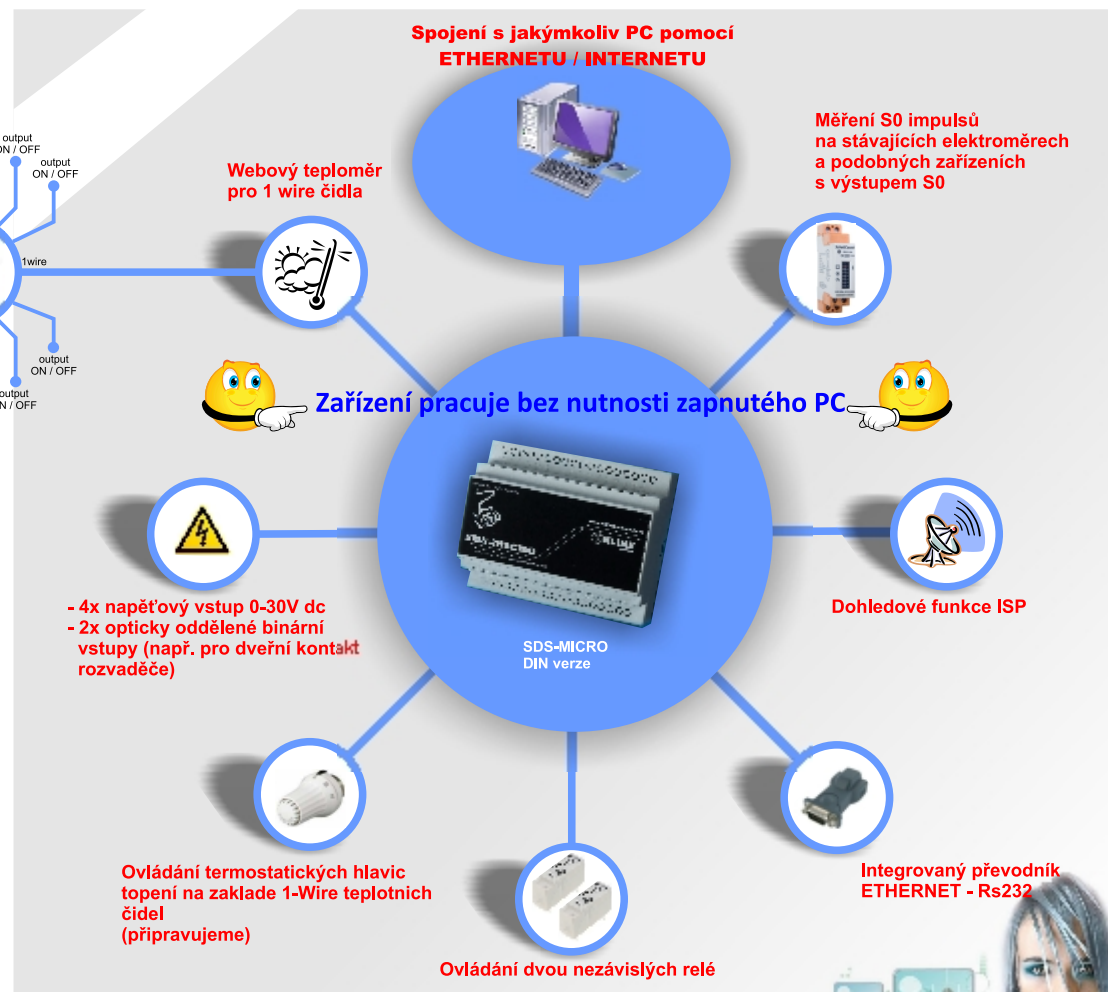 Spojení s jakýmkoliv PC pomocí
ETHERNETU / INTERNETU
Měření S0 impulsů
na stávajících elektroměrech
a podobných zařízeních
s výstupem S0
output
ON / OFF
output
ON / OFF
Webový teploměr
pro 1 wire čidla
1wire
output
ON / OFF
output
N / OFF
Zařízení pracuje bez nutnosti zapnutého PC
- 4x napěťový vstup 0-30V dc
- 2x opticky oddělené binární
vstupy (např. pro dveřní kontakt
rozvaděče)
Dohledové funkce ISP
SDS-MICRO
DIN verze
Ovládání termostatických hlavic
topení na zaklade 1-Wire teplotnich
čidel
(připravujeme)
Integrovaný převodník
ETHERNET - Rs232
Ovládání dvou nezávislých relé